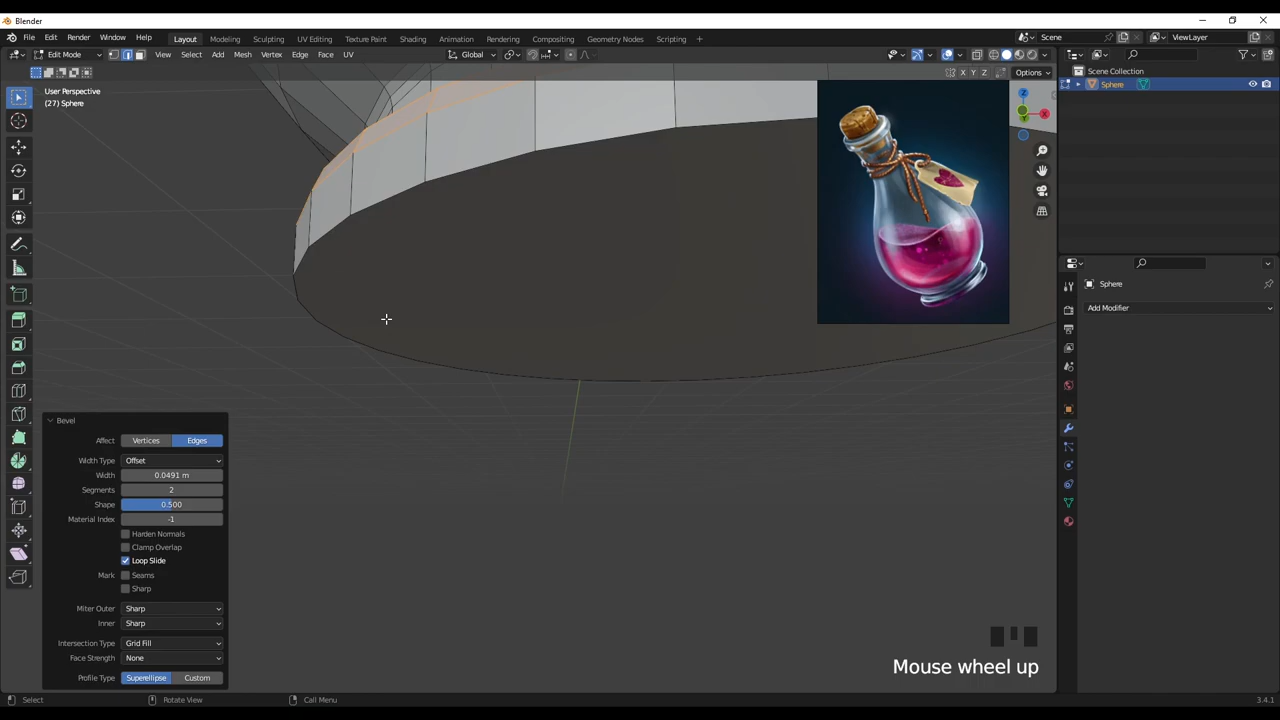 Blender
File Edit Render Window Help
Layout Modeling Sculpting UV Editing Texture Paint Shading Animation Rendering Compositing Geometry Nodes Scripting +
Scene ViewLayer
Edit Mode View Select Add Mesh Vertex Edge Face UV Global
X Y Z Options
Scene Collection
Sphere
User Perspective
(27) Sphere
Z
X
Y
Sphere
Add Modifier
Bevel
Affect Vertices Edges
Width Type Offset
Width 0.0491 m
Segments 2
Shape 0.500
Material Index -1
Harden Normals
Clamp Overlap
Loop Slide
Mark Seams
Sharp
Miter Outer Sharp
Inner Sharp
Intersection Type Grid Fill
Face Strength None
Profile Type Superellipse Custom
Mouse wheel up
Select Rotate View Call Menu 3.4.1